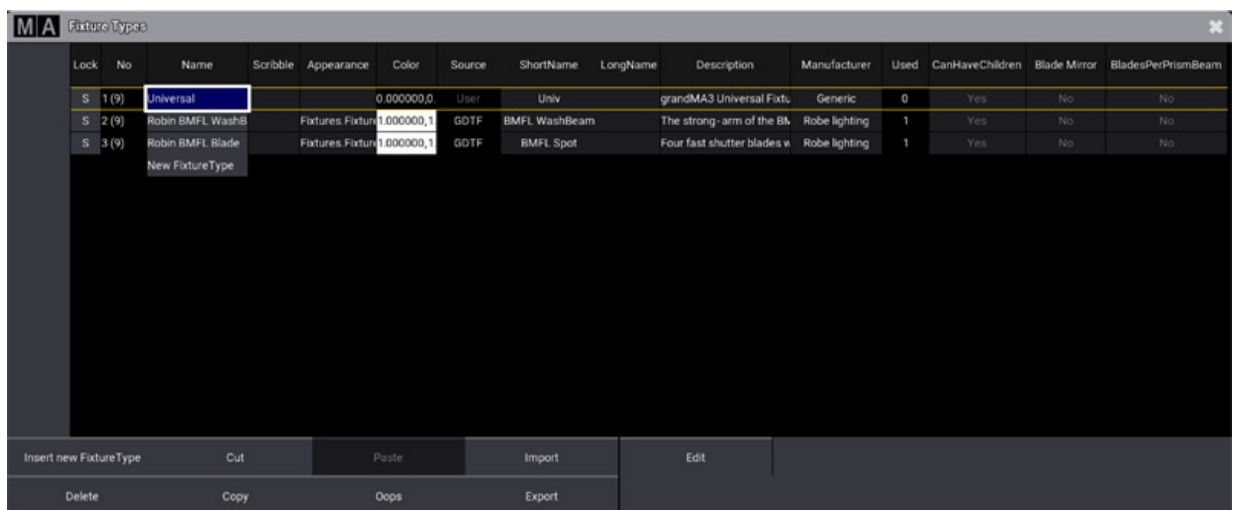 MA Fixture Types
Lock No Name Scribble Appearance Color Source ShortName LongName Description Manufacturer Used CanHaveChildren Blade Mirror BladesPerPrismBeam
S 1 (9) Universal 0.000000,0. User Univ grandMA3 Universal Fixtu Generic 0 Yes No No
S 2 (9) Robin BMFL WashB Fixtures.Fixture 1.000000,1. GDTF BMFL WashBeam The strong-arm of the BM Robe lighting 1 Yes No No
S 3 (9) Robin BMFL Blade Fixtures.Fixture 1.000000,1. GDTF BMFL Spot Four fast shutter blades w Robe lighting 1 Yes No No
New FixtureType
Insert new FixtureType Cut Paste Import Edit
Delete Copy Oops Export